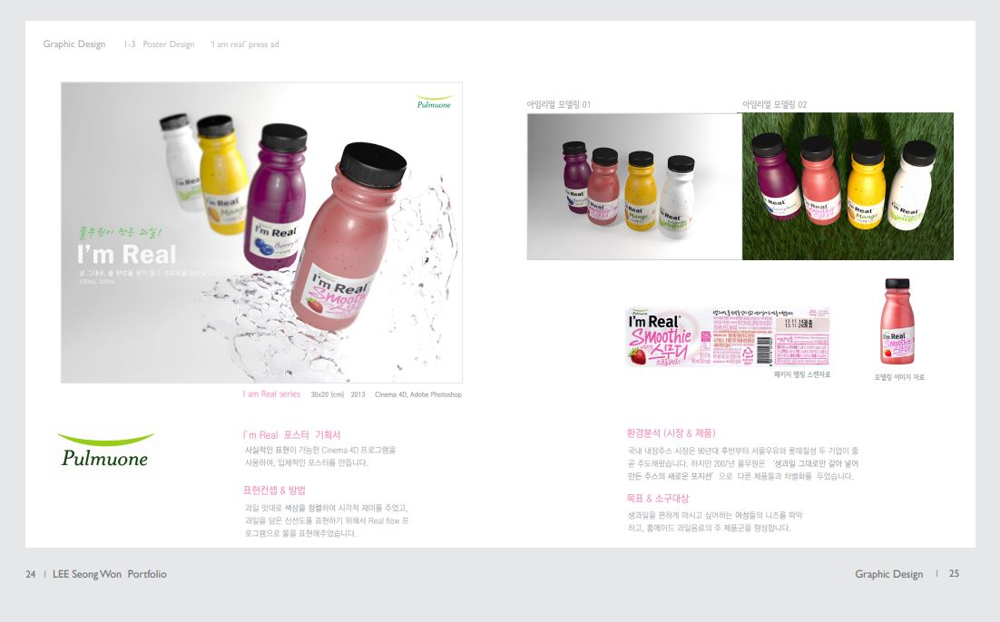 Graphic Design 1-3 Poster Design 'I am real' press ad
Pulmuone
풀무원이 만든 과일!
I'm Real
생 그대로, 물 한방울 넣지 않고 생과일을 담았습니다
190ml, 500ml
I'm Real
Mango
I'm Real
Berry
I'm Real
Smoothie
스무디
I am Real series 30x20 (cm) 2013 Cinema 4D, Adobe Photoshop
아임리얼 모델링 01
아임리얼 모델링 02
Pulmuone
I'm Real
Smoothie
스무디
13.11.
패키지 맵핑 스캔자료
모델링 이미지 자료
Pulmuone
I'm Real 포스터 기획서
사실적인 표현이 가능한 Cinema 4D 프로그램을
사용하여, 입체적인 포스터를 만듭니다.
표현컨셉 & 방법
과일 맛대로 색상을 정렬하여 시각적 재미를 주었고,
과일을 담은 신선도를 표현하기 위해서 Real flow 프
로그램으로 물을 표현해주었습니다.
환경분석 (시장 & 제품)
국내 내장주스 시장은 90년대 후반부터 서울우유와 롯데칠성 두 기업이 줄
곧 주도해왔습니다. 하지만 2007년 풀무원은 '생과일 그대로만 갈아 넣어
만든 주스의 새로운 포지션' 으로 다른 제품들과 차별화를 두었습니다.
목표 & 소구대상
생과일을 편하게 마시고 싶어하는 여성들의 니즈를 파악
하고, 홈메이드 과일음료의 주 제품군을 형성합니다.
24 | LEE Seong Won Portfolio
Graphic Design | 25